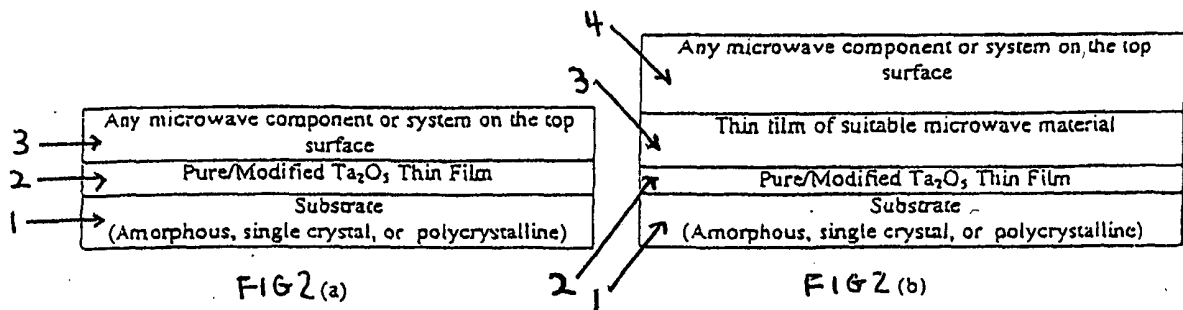 3
Any microwave component or system on the top
surface
2
Pure/Modified Ta₂O₅ Thin Film
1
Substrate
(Amorphous, single crystal, or polycrystalline)
FIG2 (a)
4
Any microwave component or system on the top
surface
3
Thin film of suitable microwave material
Pure/Modified Ta₂O₅ Thin Film
Substrate
(Amorphous, single crystal, or polycrystalline)
2
1
FIG2 (b)